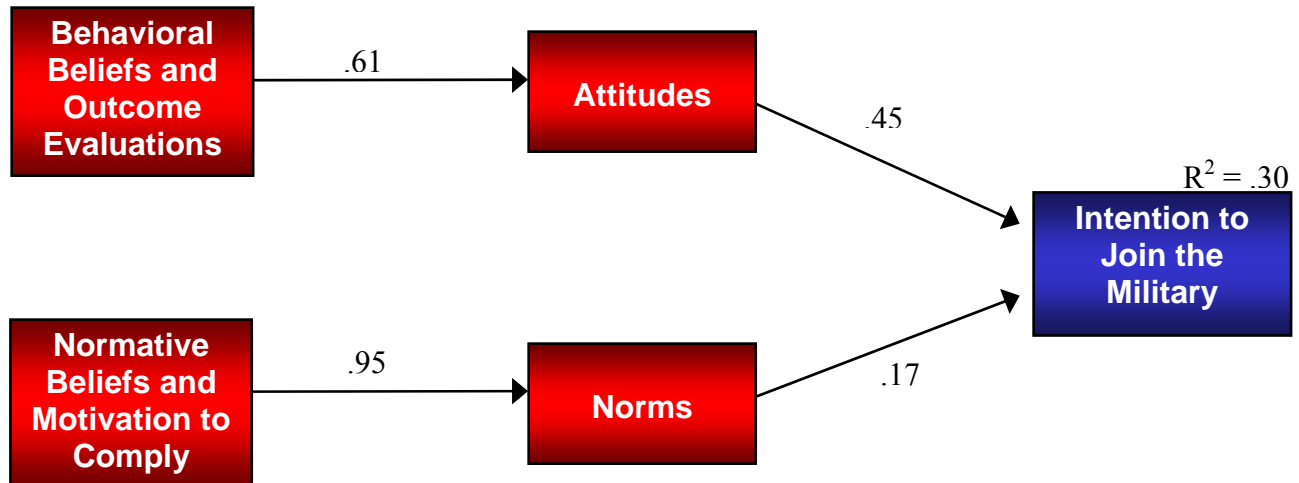 Behavioral
Beliefs and
Outcome
Evaluations
.61
Attitudes
.45
R² = .30
Intention to
Join the
Military
Normative
Beliefs and
Motivation to
Comply
.95
Norms
.17